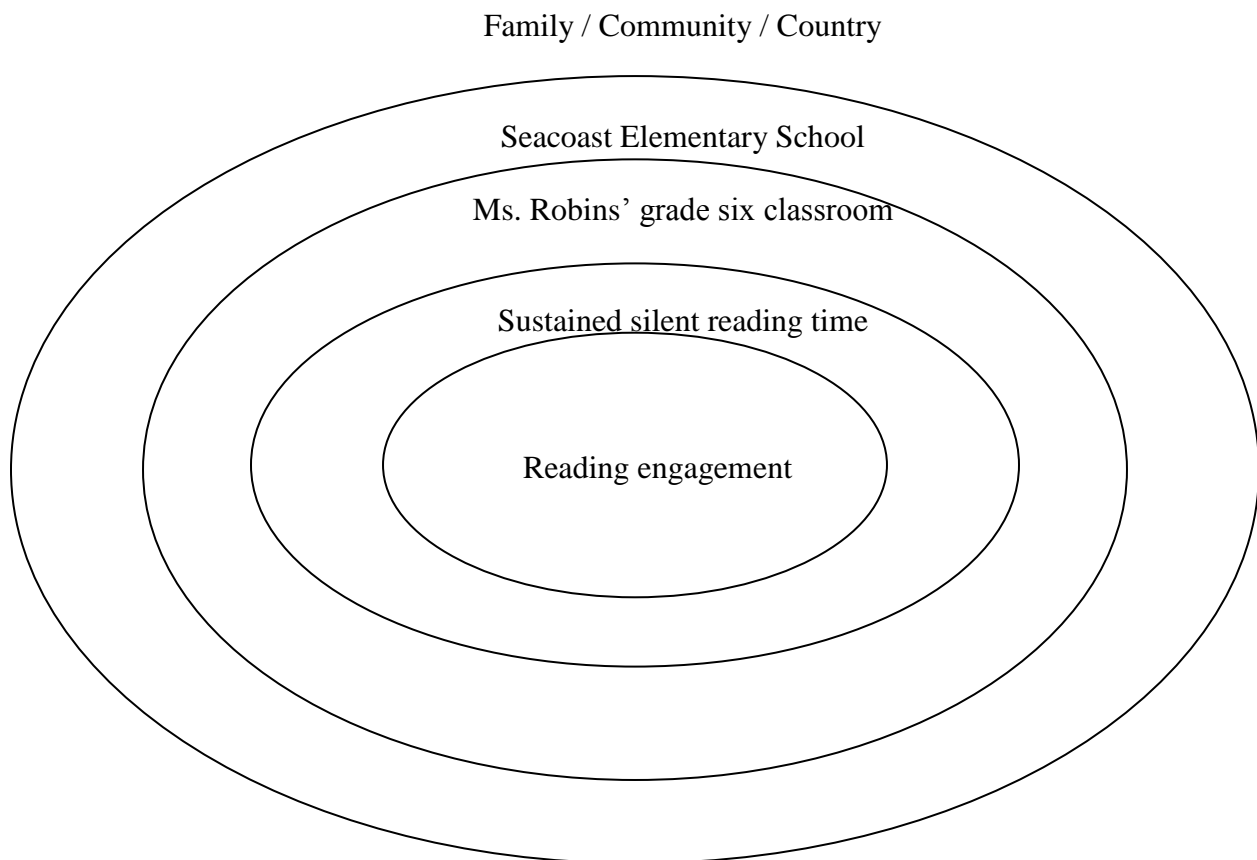 Family / Community / Country
Seacoast Elementary School
Ms. Robins’ grade six classroom
Sustained silent reading time
Reading engagement